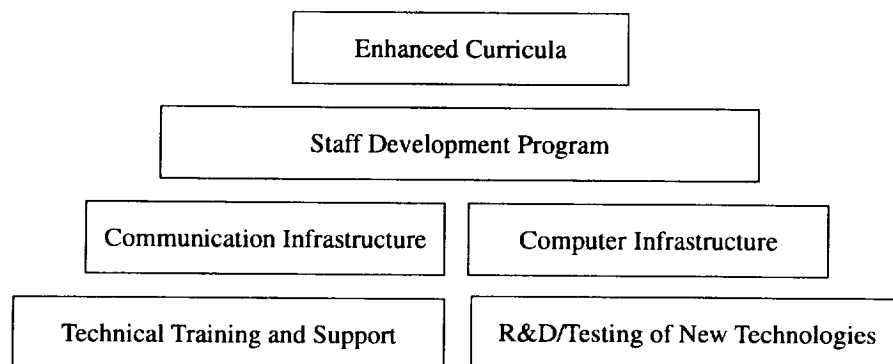 Enhanced Curricula
Staff Development Program
Communication Infrastructure
Computer Infrastructure
Technical Training and Support
R&D/Testing of New Technologies